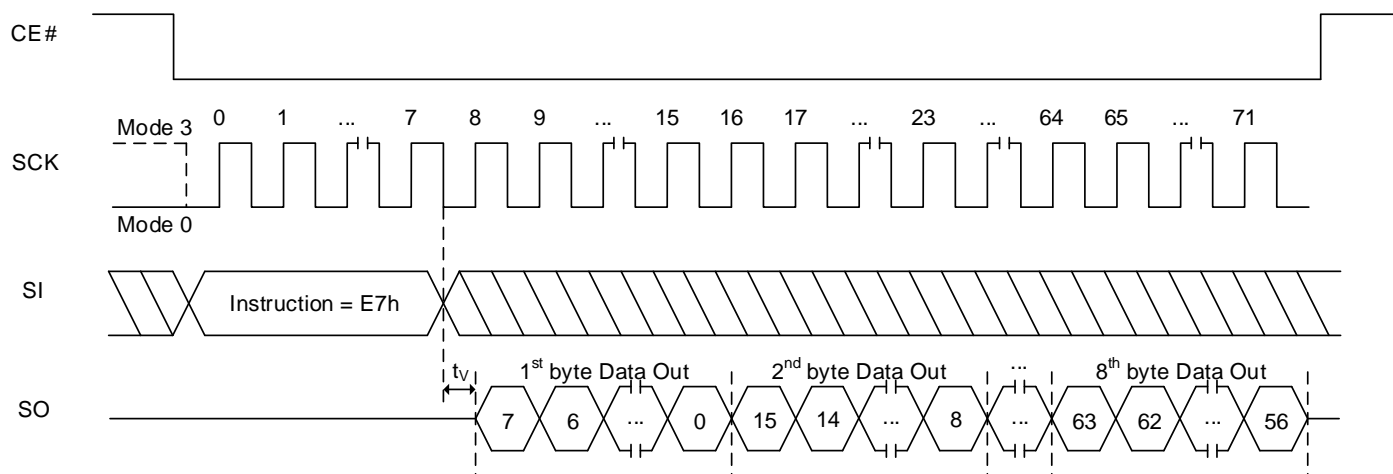 CE#
0 1 ... 7 8 9 ... 15 16 17 ... 23 ... 64 65 ... 71
Mode 3
SCK
Mode 0
SI
Instruction = E7h
tV 1st byte Data Out 2nd byte Data Out ... 8th byte Data Out
SO
7 6 ... 0 15 14 ... 8 ... 63 62 ... 56